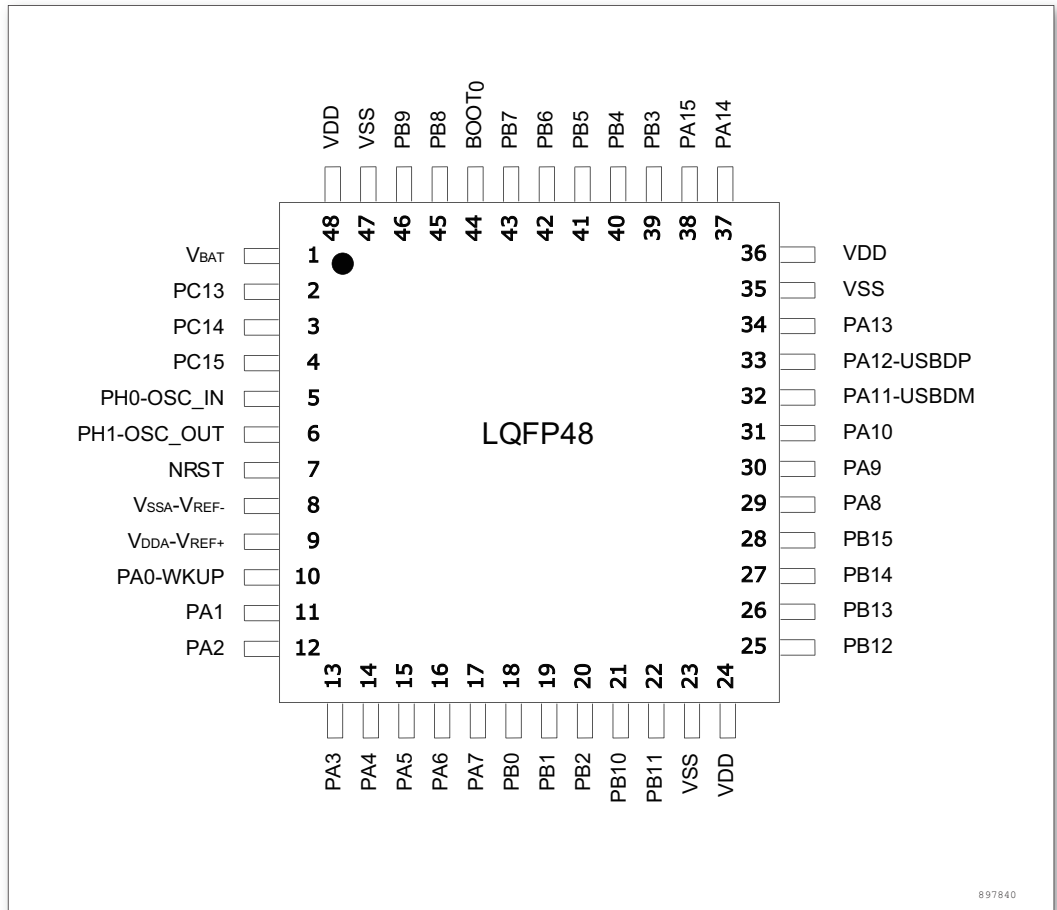 VDD
VSS
PB9
PB8
BOOT0
PB7
PB6
PB5
PB4
PB3
PA15
PA14
48
47
46
45
44
43
42
41
40
39
38
37
VBAT 1
PC13 2
PC14 3
PC15 4
PH0-OSC_IN 5
PH1-OSC_OUT 6
NRST 7
VSSA-VREF- 8
VDDA-VREF+ 9
PA0-WKUP 10
PA1 11
PA2 12
LQFP48
36 VDD
35 VSS
34 PA13
33 PA12-USBDP
32 PA11-USBDM
31 PA10
30 PA9
29 PA8
28 PB15
27 PB14
26 PB13
25 PB12
13
14
15
16
17
18
19
20
21
22
23
24
PA3
PA4
PA5
PA6
PA7
PB0
PB1
PB2
PB10
PB11
VSS
VDD
897840